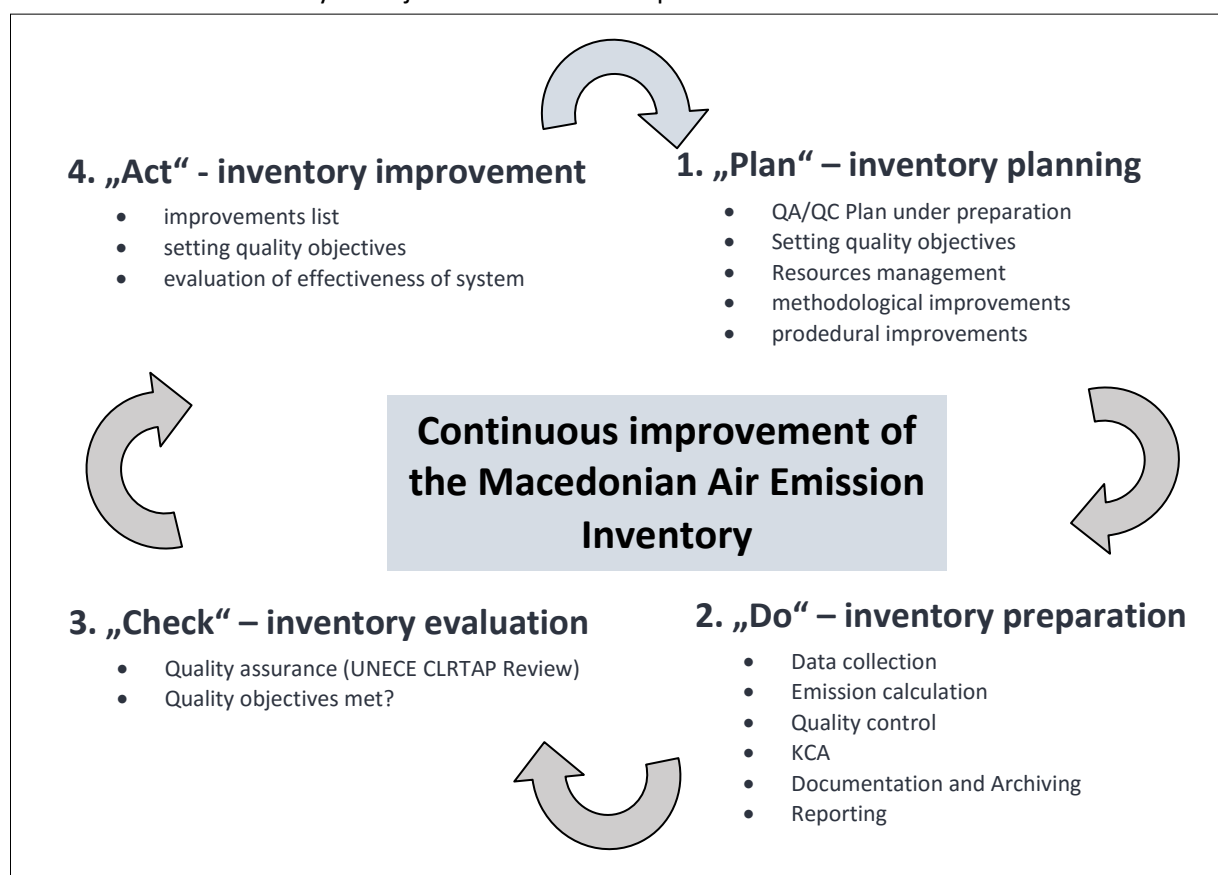 4. „Act“ - inventory improvement
• improvements list
• setting quality objectives
• evaluation of effectiveness of system
1. „Plan“ – inventory planning
• QA/QC Plan under preparation
• Setting quality objectives
• Resources management
• methodological improvements
• prodedural improvements
Continuous improvement of
the Macedonian Air Emission
Inventory
3. „Check“ – inventory evaluation
• Quality assurance (UNECE CLRTAP Review)
• Quality objectives met?
2. „Do“ – inventory preparation
• Data collection
• Emission calculation
• Quality control
• KCA
• Documentation and Archiving
• Reporting